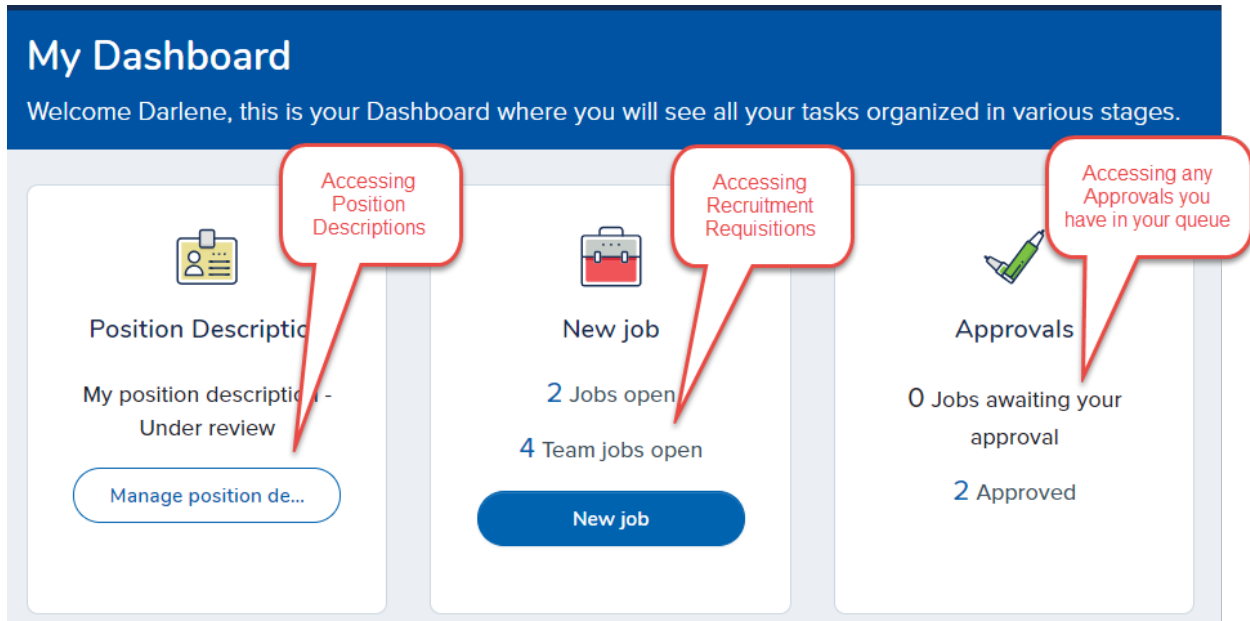 My Dashboard
Welcome Darlene, this is your Dashboard where you will see all your tasks organized in various stages.
Accessing
Position
Descriptions
Position Descriptio
My position description -
Under review
Manage position de...
Accessing
Recruitment
Requisitions
New job
2 Jobs open
4 Team jobs open
New job
Accessing any
Approvals you
have in your queue
Approvals
0 Jobs awaiting your
approval
2 Approved